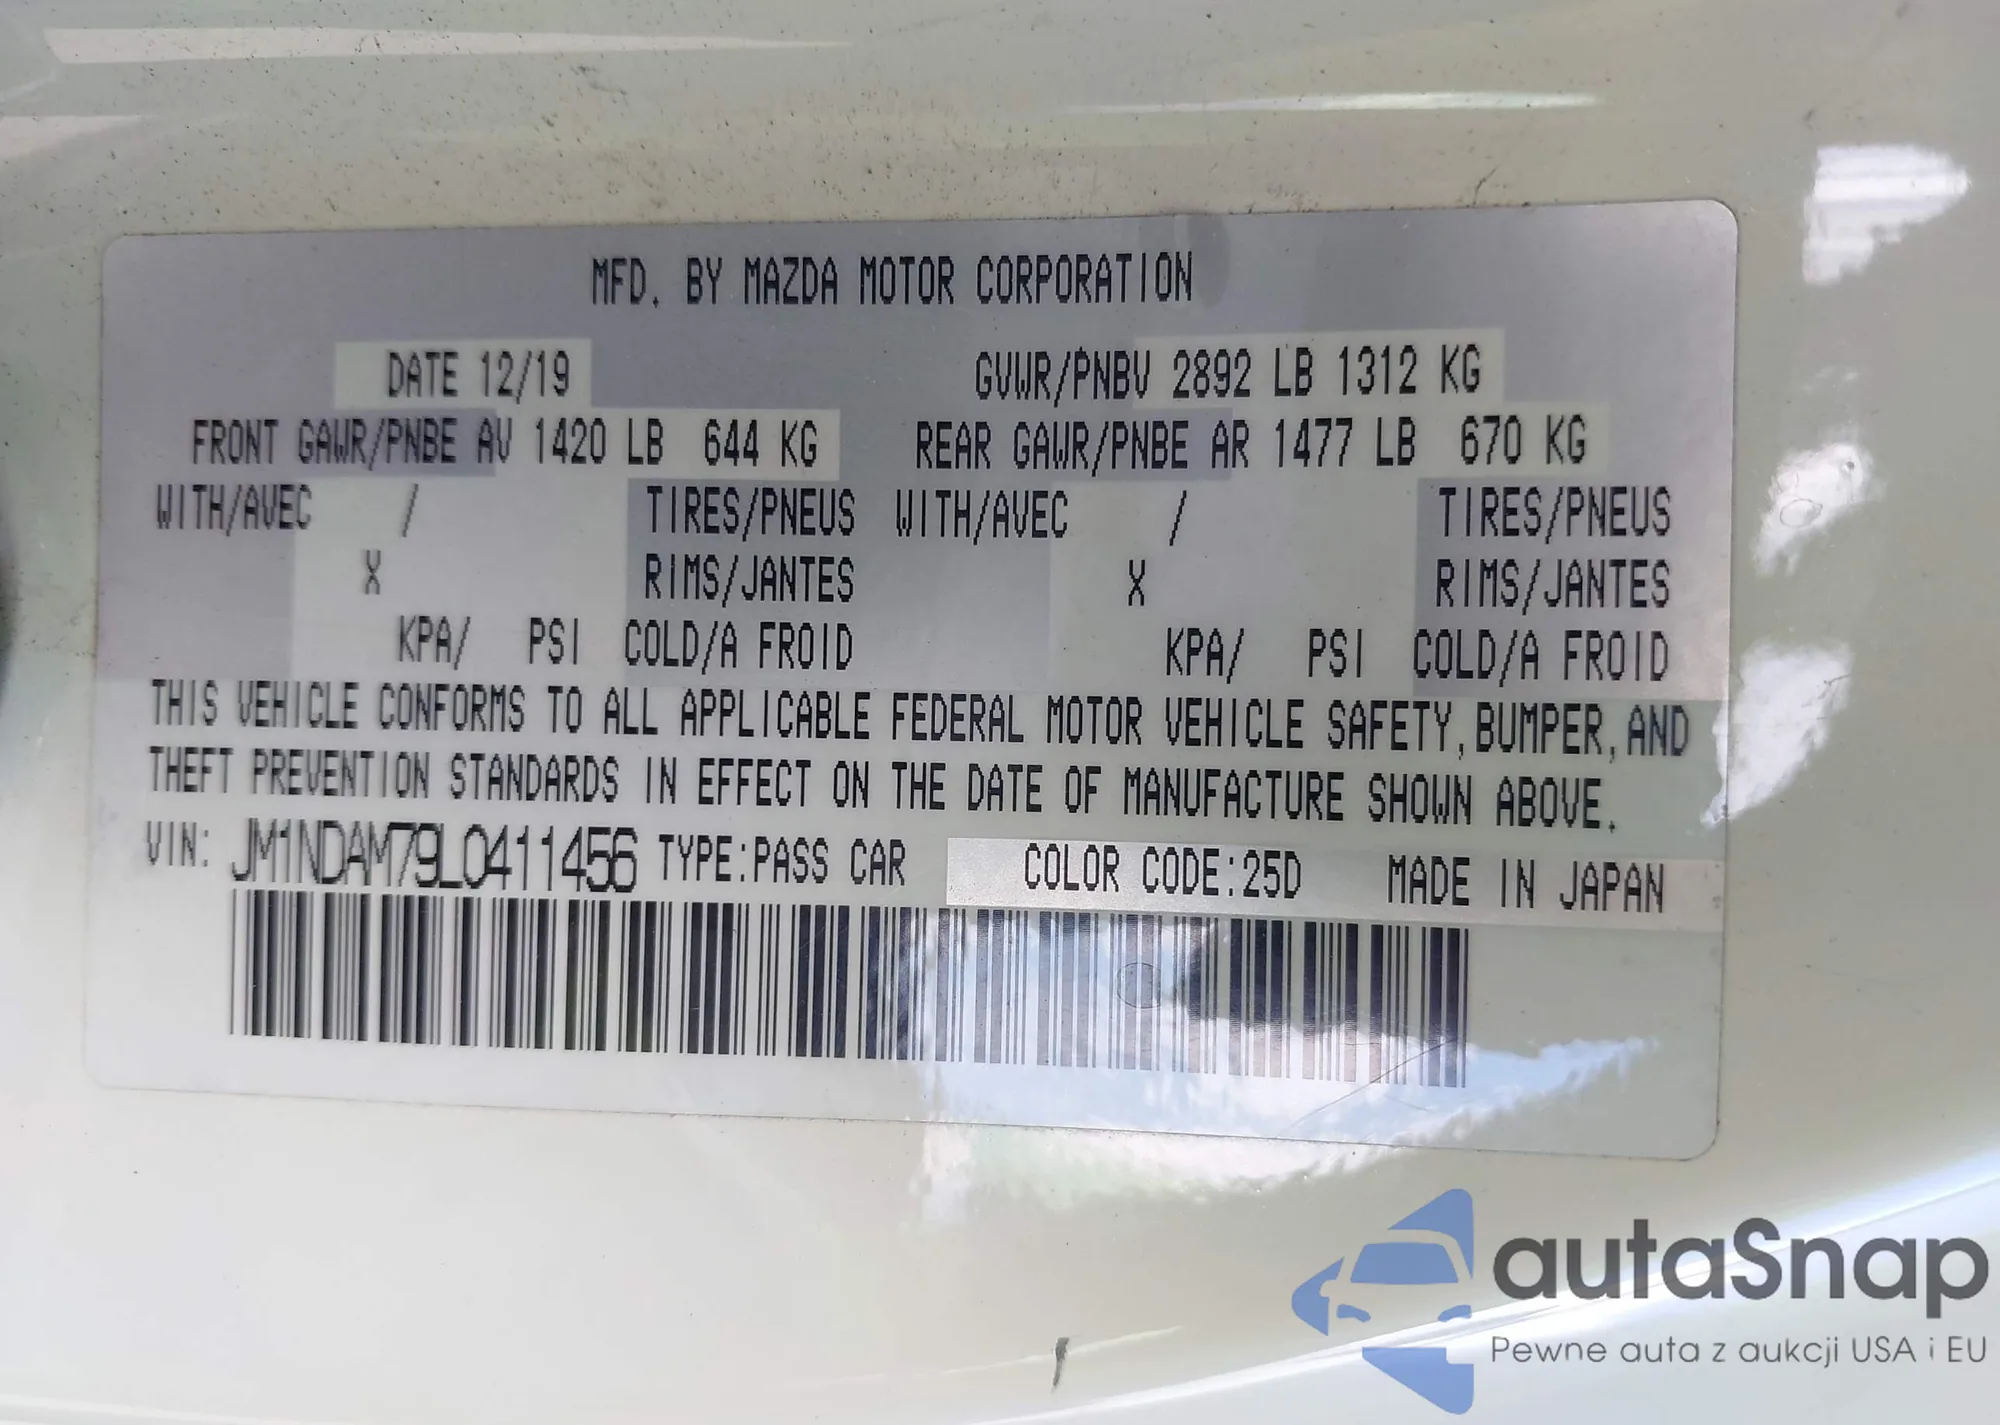 MFD. BY MAZDA MOTOR CORPORATION
DATE 12/19 GVWR/PNBV 2892 LB 1312 KG
FRONT GAWR/PNBE AV 1420 LB 644 KG REAR GAWR/PNBE AR 1477 LB 670 KG
WITH/AVEC / TIRES/PNEUS WITH/AVEC / TIRES/PNEUS
X RIMS/JANTES X RIMS/JANTES
KPA/ PSI COLD/A FROID KPA/ PSI COLD/A FROID
THIS VEHICLE CONFORMS TO ALL APPLICABLE FEDERAL MOTOR VEHICLE SAFETY, BUMPER, AND
THEFT PREVENTION STANDARDS IN EFFECT ON THE DATE OF MANUFACTURE SHOWN ABOVE.
VIN: JM1NDAM79L0411456 TYPE:PASS CAR COLOR CODE:25D MADE IN JAPAN
autaSnap
Pewne auta z aukcji USA i EU